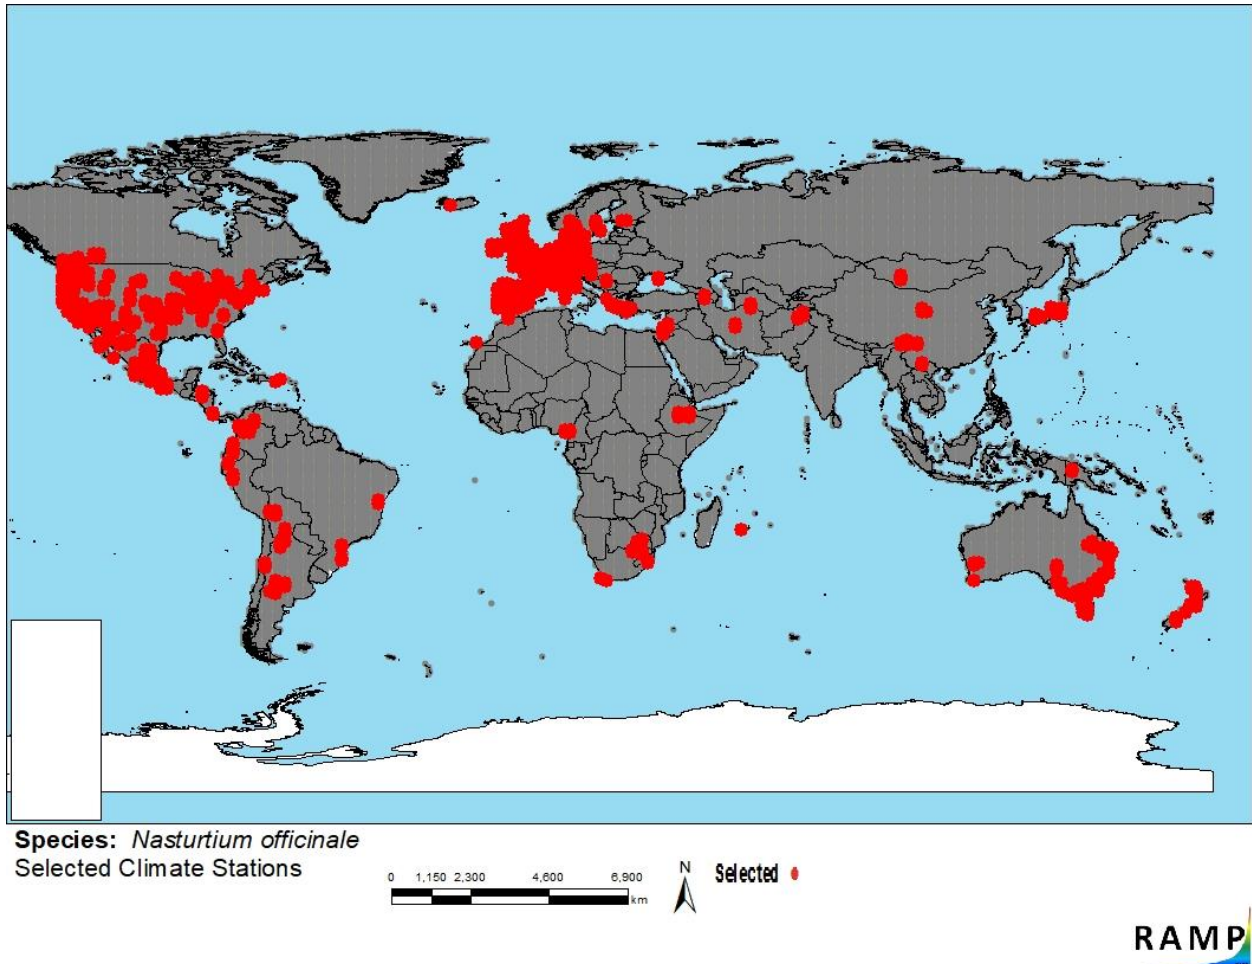 Species: Nasturtium officinale
Selected Climate Stations
0 1,150 2,300 4,600 6,900
km
N
Selected
RAMP